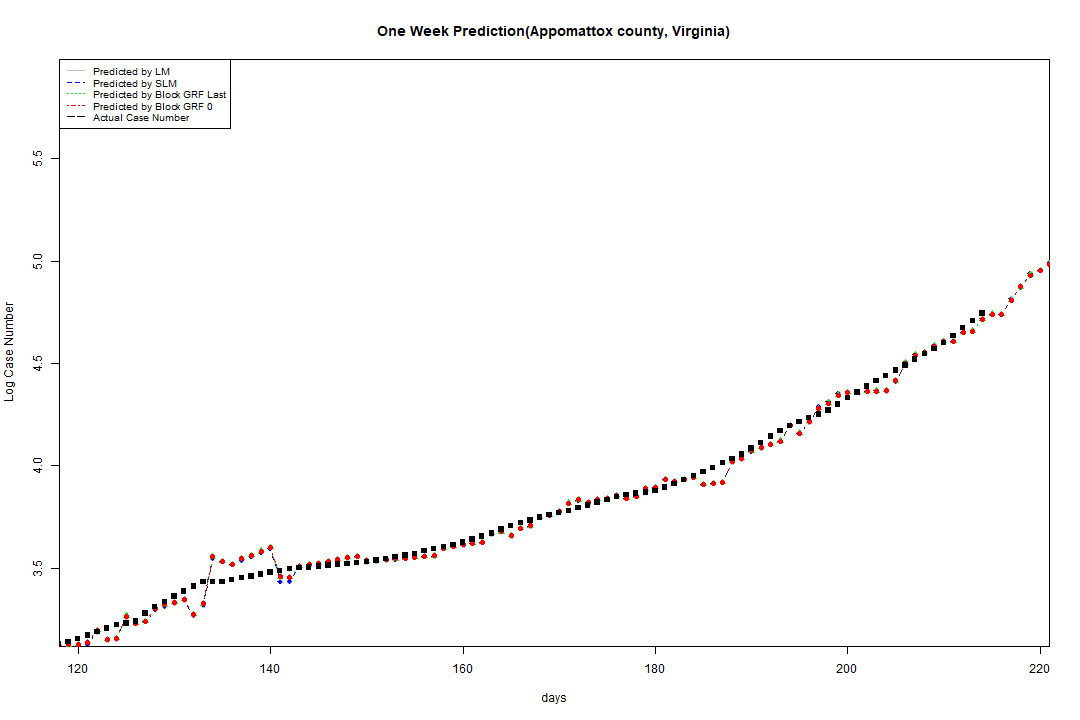 One Week Prediction(Appomattox county, Virginia)
Predicted by LM
Predicted by SLM
Predicted by Block GRF Last
Predicted by Block GRF 0
Actual Case Number
5.5
5.0
4.5
4.0
3.5
Log Case Number
120 140 160 180 200 220
days